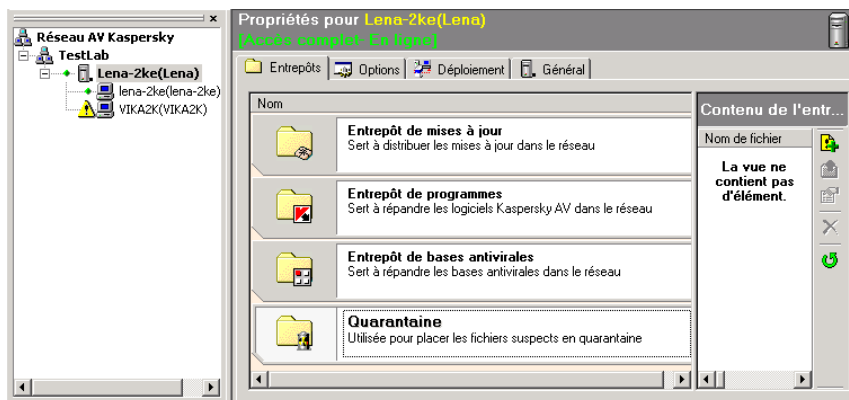 Réseau AV Kaspersky
TestLab
Lena-2ke(Lena)
lena-2ke(lena-2ke)
VIKA2K(VIKA2K)
Propriétés pour Lena-2ke(Lena)
[Accès complet- En ligne]
Entrepôts
Options
Déploiement
Général
Nom
Entrepôt de mises à jour
Sert à distribuer les mises à jour dans le réseau
Entrepôt de programmes
Sert à répandre les logiciels Kaspersky AV dans le réseau
Entrepôt de bases antivirales
Sert à répandre les bases antivirales dans le réseau
Quarantaine
Utilisée pour placer les fichiers suspects en quarantaine
Contenu de l'entr...
Nom de fichier
La vue ne
contient pas
d'élément.